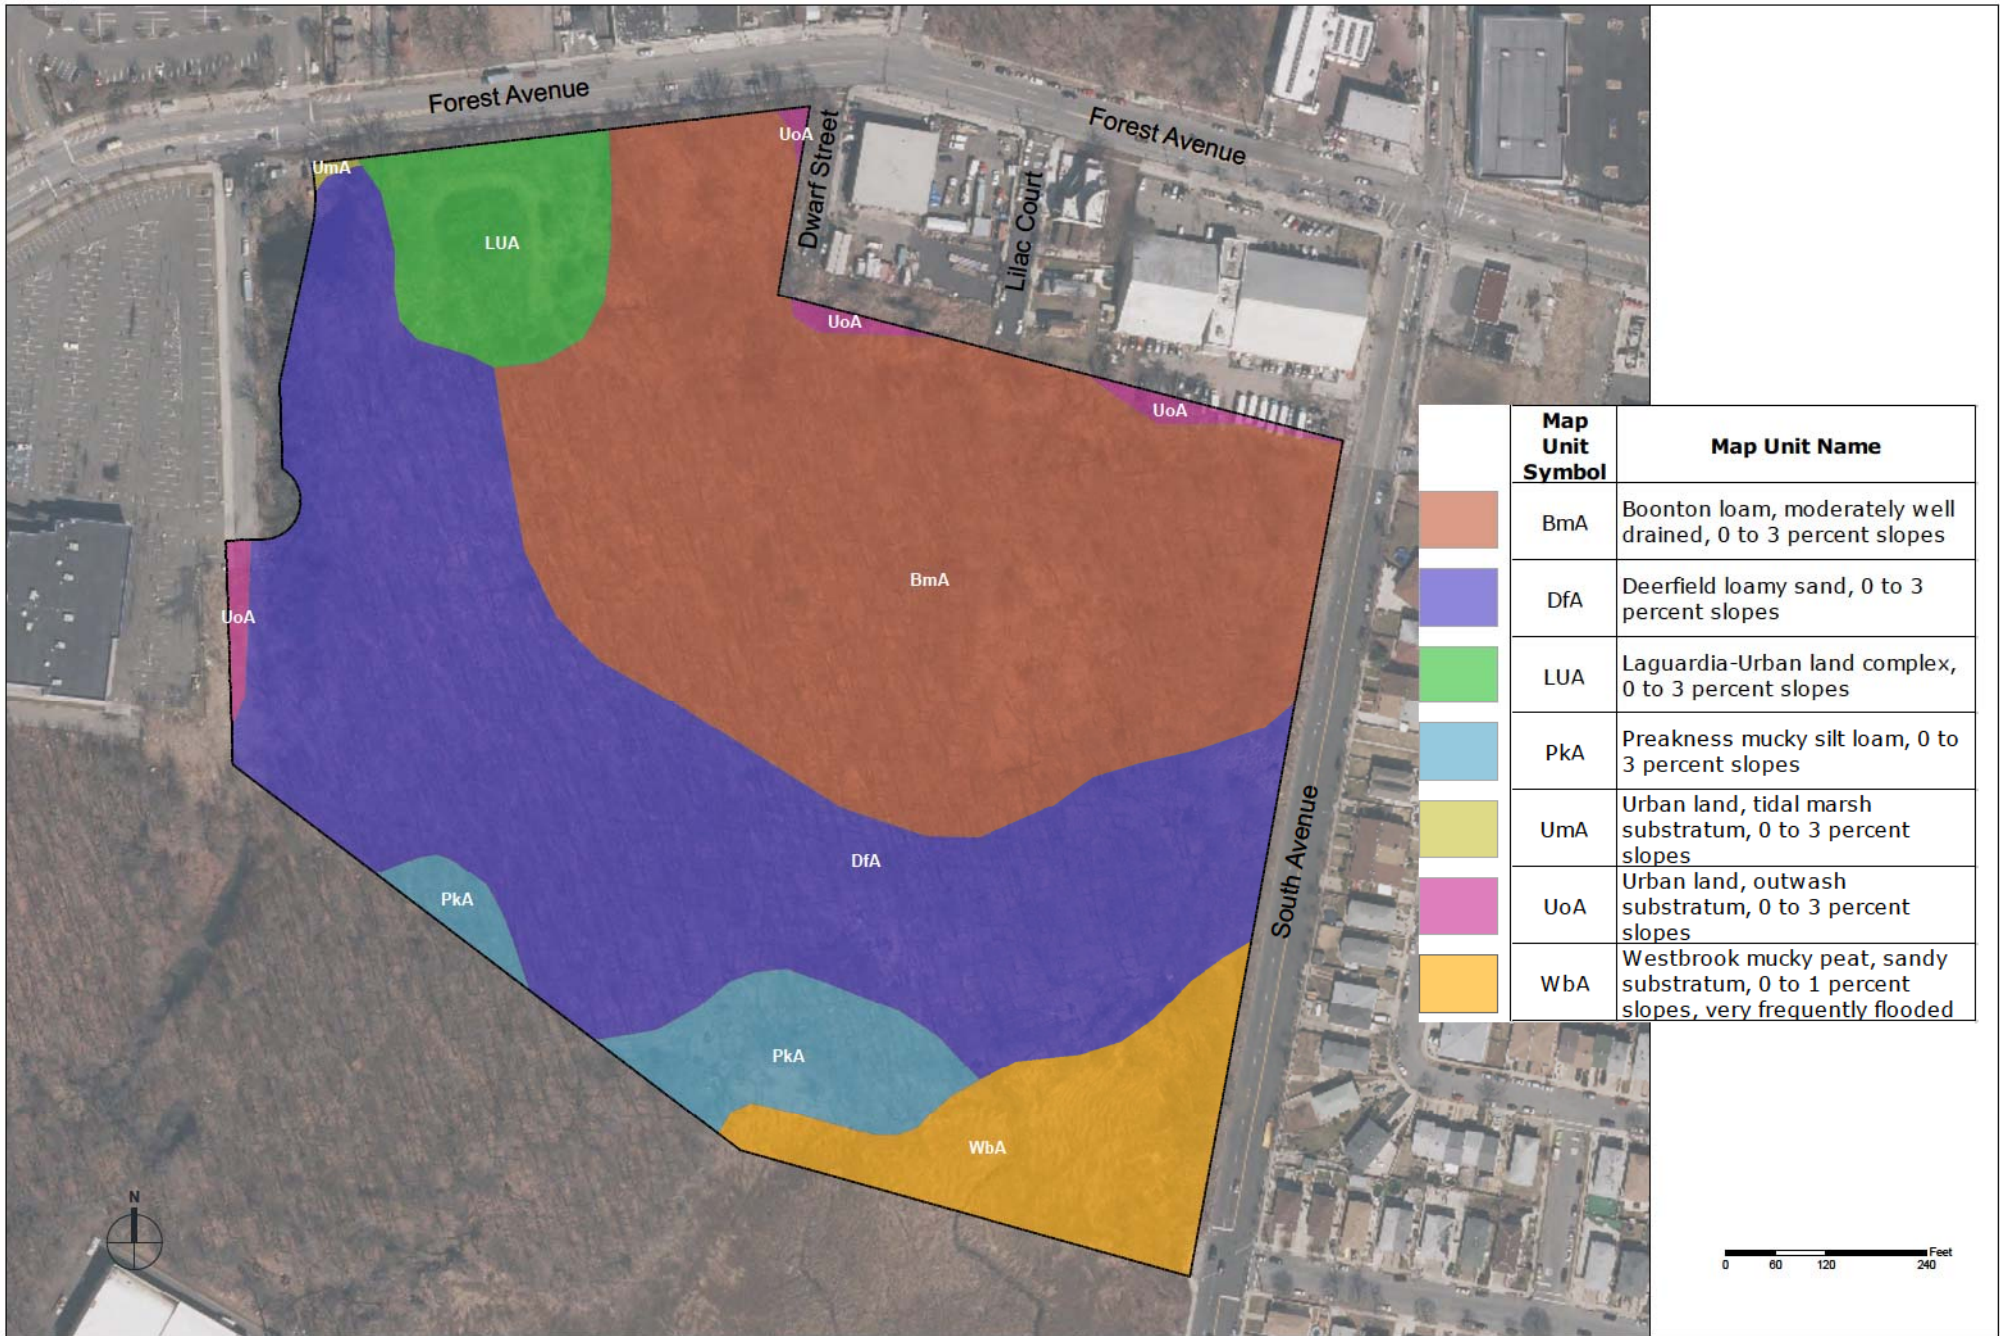 Forest Avenue
Forest Avenue
UoA
Dwarf Street
UmA
Lilac Court
LUA
UoA
UoA
BmA
UoA
DfA
South Avenue
PkA
PkA
WbA
Map
Unit
Symbol
Map Unit Name
BmA
Boonton loam, moderately well
drained, 0 to 3 percent slopes
DfA
Deerfield loamy sand, 0 to 3
percent slopes
LUA
Laguardia-Urban land complex,
0 to 3 percent slopes
PkA
Preakness mucky silt loam, 0 to
3 percent slopes
UmA
Urban land, tidal marsh
substratum, 0 to 3 percent
slopes
UoA
Urban land, outwash
substratum, 0 to 3 percent
slopes
WbA
Westbrook mucky peat, sandy
substratum, 0 to 1 percent
slopes, very frequently flooded
N
Feet
0 60 120 240